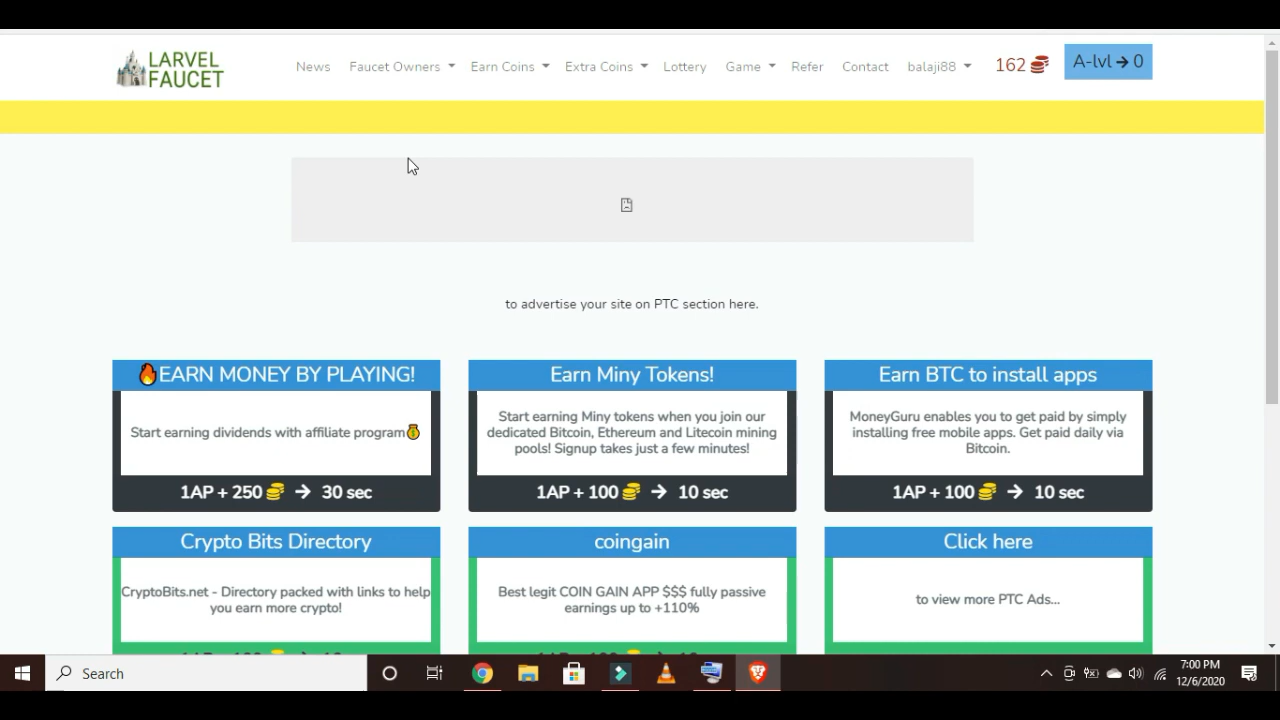 LARVEL
FAUCET
News Faucet Owners Earn Coins Extra Coins Lottery Game Refer Contact balaji88 162 A-lvl → 0
to advertise your site on PTC section here.
🔥EARN MONEY BY PLAYING!
Start earning dividends with affiliate program💰
1AP + 250 → 30 sec
Earn Miny Tokens!
Start earning Miny tokens when you join our
dedicated Bitcoin, Ethereum and Litecoin mining
pools! Signup takes just a few minutes!
1AP + 100 → 10 sec
Earn BTC to install apps
MoneyGuru enables you to get paid by simply
installing free mobile apps. Get paid daily via
Bitcoin.
1AP + 100 → 10 sec
Crypto Bits Directory
CryptoBits.net - Directory packed with links to help
you earn more crypto!
coingain
Best legit COIN GAIN APP $$$ fully passive
earnings up to +110%
Click here
to view more PTC Ads...
Search
7:00 PM
12/6/2020